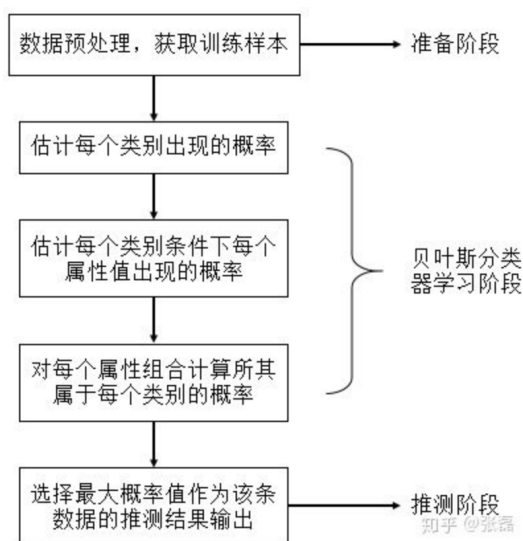 数据预处理，获取训练样本
准备阶段
估计每个类别出现的概率
估计每个类别条件下每个
属性值出现的概率
贝叶斯分类
器学习阶段
对每个属性组合计算所其
属于每个类别的概率
选择最大概率值作为该条
数据的推测结果输出
推测阶段
知乎 @张磊